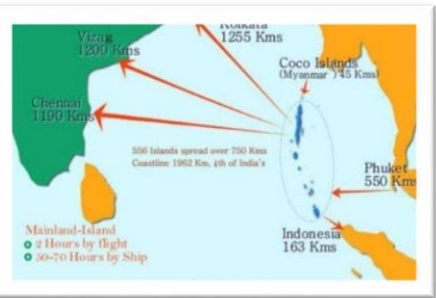 Vizag
1200 Kms
Kolkata
1255 Kms
Coco Islands
(Myanmar ) 45 Kms)
Chennai
1190 Kms
556 Islands spread over 750 Kms
Coastline 1962 Km, ¼th of India's
Phuket
550 Kms
Indonesia
163 Kms
Mainland-Island
2 Hours by flight
50-70 Hours by Ship